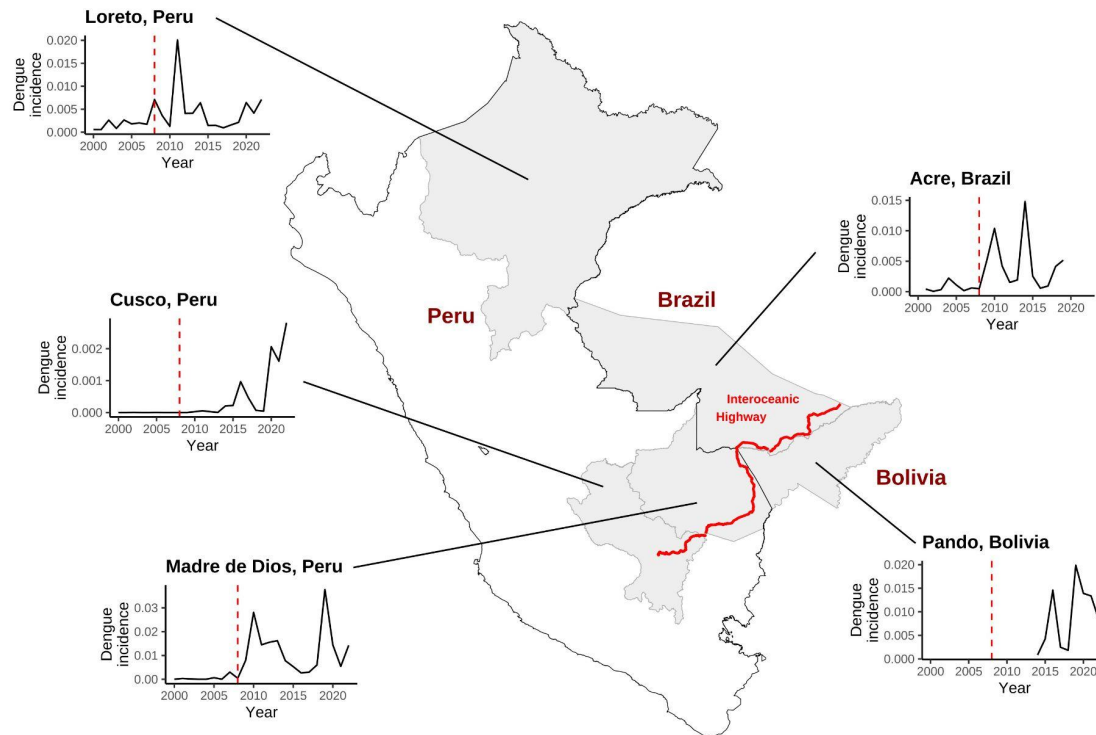 Loreto, Peru
0.020
0.015
0.010
0.005
0.000
Dengue
incidence
2000 2005 2010 2015 2020
Year
Acre, Brazil
0.015
0.010
0.005
0.000
Dengue
incidence
2000 2005 2010 2015 2020
Year
Cusco, Peru
0.002
0.001
0.000
Dengue
incidence
2000 2005 2010 2015 2020
Year
Peru
Brazil
Interoceanic
Highway
Bolivia
Madre de Dios, Peru
0.03
0.02
0.01
0.00
Dengue
incidence
2000 2005 2010 2015 2020
Year
Pando, Bolivia
0.020
0.015
0.010
0.005
0.000
Dengue
incidence
2000 2005 2010 2015 2020
Year